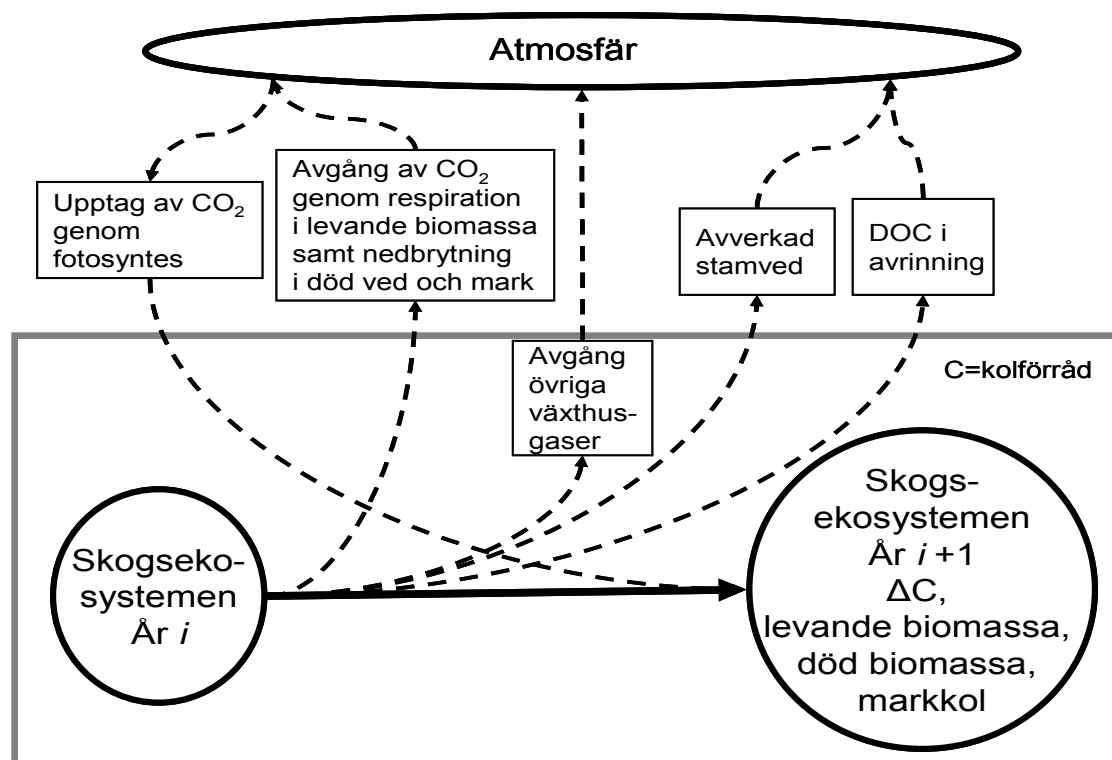 Atmosfär
Upptag av CO₂
genom
fotosyntes
Avgång av CO₂
genom respiration
i levande biomassa
samt nedbrytning
i död ved och mark
Avverkad
stamved
DOC i
avrinning
Avgång
övriga
växthus-
gaser
C=kolförråd
Skogseko-
systemen
År i
Skogs-
ekosystemen
År i +1
ΔC,
levande biomassa,
död biomassa,
markkol